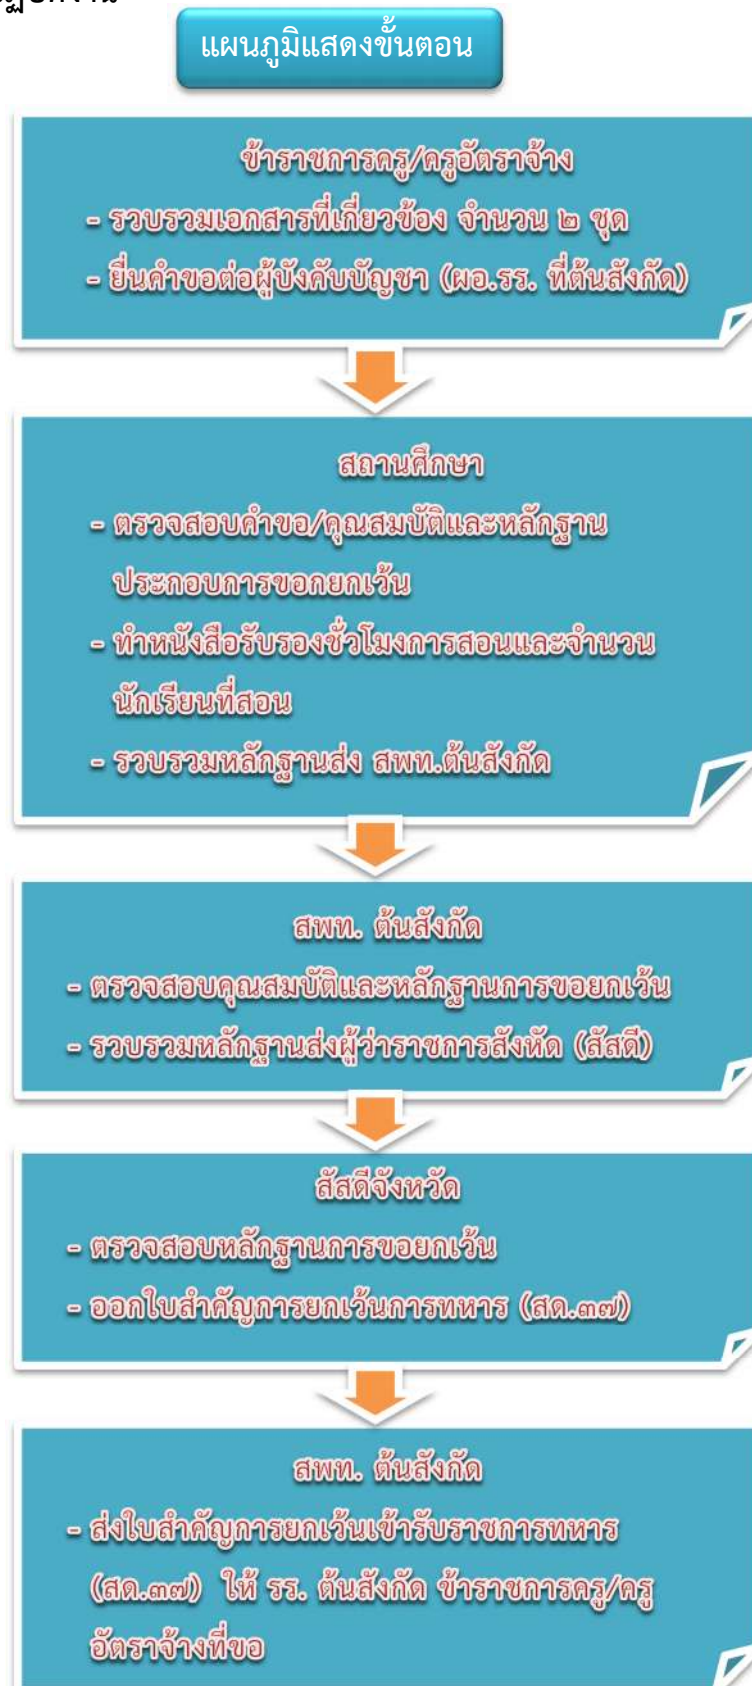 แผนภูมิแสดงขั้นตอน
ข้าราชการครู/ครูอัตราจ้าง
- รวบรวมเอกสารที่เกี่ยวข้อง จำนวน ๒ ชุด
- ยื่นคำขอต่อผู้บังคับบัญชา (ผอ.รร. ที่ต้นสังกัด)
สถานศึกษา
- ตรวจสอบคำขอ/คุณสมบัติและหลักฐาน
ประกอบการขอกยกเว้น
- ทำหนังสือรับรองชั่วโมงการสอนและจำนวน
นักเรียนที่สอน
- รวบรวมหลักฐานส่ง สพท.ต้นสังกัด
สพท. ต้นสังกัด
- ตรวจสอบคุณสมบัติและหลักฐานการขอยกเว้น
- รวบรวมหลักฐานส่งผู้ว่าราชการสังหัด (สัสดี)
สัสดีจังหวัด
- ตรวจสอบหลักฐานการขอยกเว้น
- ออกใบสำคัญการยกเว้นการทหาร (สด.๓๗)
สพท. ต้นสังกัด
- ส่งใบสำคัญการยกเว้นเข้ารับราชการทหาร
(สด.๓๗) ให้ รร. ต้นสังกัด ข้าราชการครู/ครู
อัตราจ้างที่ขอ